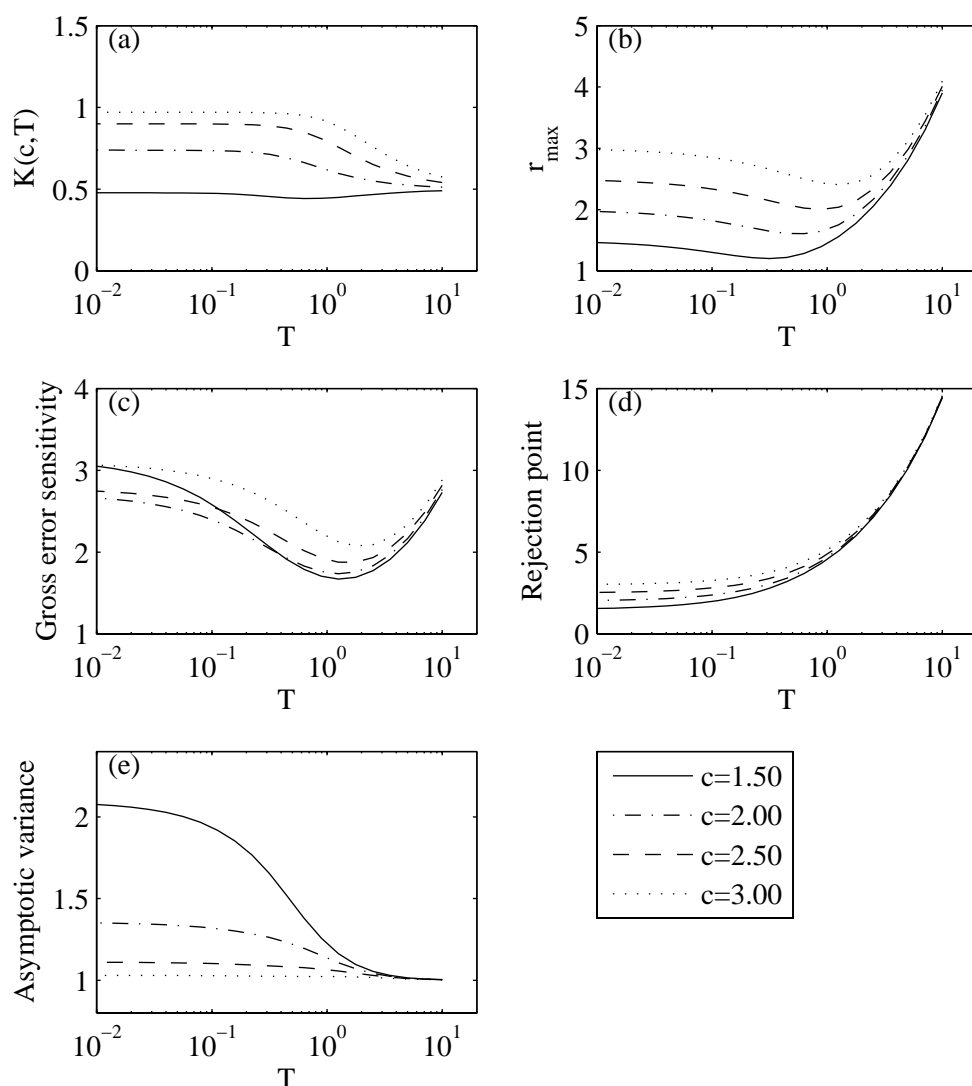 (a)
K(c,T)
1.5
1
0.5
0
10^-2 10^-1 10^0 10^1
T
(b)
r_max
5
4
3
2
1
10^-2 10^-1 10^0 10^1
T
(c)
Gross error sensitivity
4
3
2
1
10^-2 10^-1 10^0 10^1
T
(d)
Rejection point
15
10
5
0
10^-2 10^-1 10^0 10^1
T
(e)
Asymptotic variance
2
1.5
1
10^-2 10^-1 10^0 10^1
T
c=1.50
c=2.00
c=2.50
c=3.00